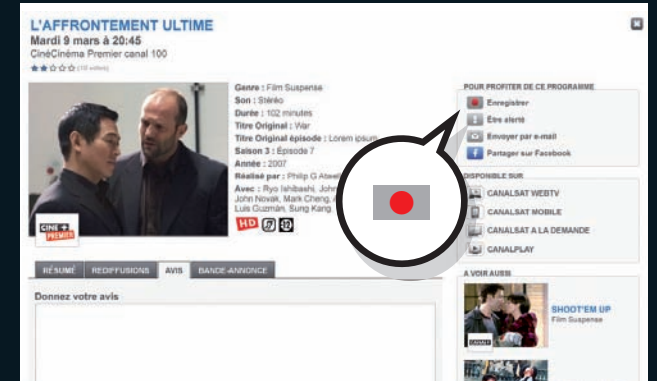 L'AFFRONTEMENT ULTIME
Mardi 9 mars à 20:45
CinéCinéma Premier canal 100
Genre : Film Suspense
Son : Stéréo
Durée : 102 minutes
Titre Original : War
Titre Original épisode : Lorem ipsum
Saison 3 : Épisode 7
Année : 2007
Réalisé par : Philip G Atwell
Avec : Ryo Ishibashi, John
John Novak, Mark Cheng,
Luis Guzmán, Sung Kang
HD
CINE +
PREMIER
POUR PROFITER DE CE PROGRAMME
Enregistrer
Être alerté
Envoyer par e-mail
Partager sur Facebook
DISPONIBLE SUR
CANALSAT WEBTV
CANALSAT MOBILE
CANALSAT A LA DEMANDE
CANALPLAY
RÉSUMÉ REDIFFUSIONS AVIS BANDE-ANNONCE
Donnez votre avis
A VOIR AUSSI
SHOOT'EM UP
Film Suspense
CANAL+